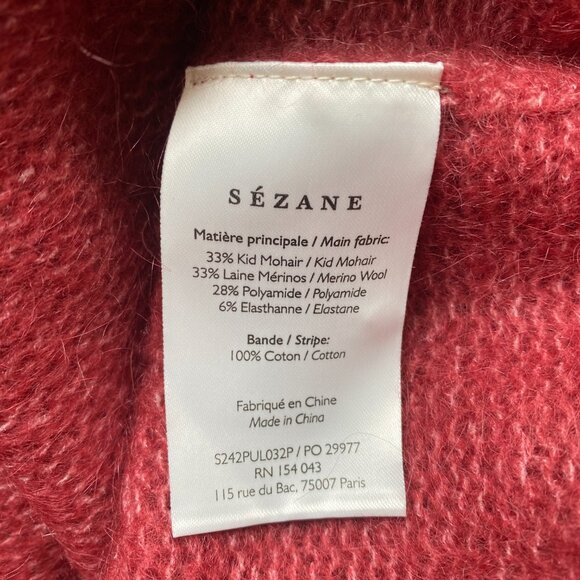 SÉZANE
Matière principale / Main fabric:
33% Kid Mohair / Kid Mohair
33% Laine Mérinos / Merino Wool
28% Polyamide / Polyamide
6% Elasthanne / Elastane
Bande / Stripe:
100% Coton / Cotton
Fabriqué en Chine
Made in China
S242PUL032P / PO 29977
RN 154 043
115 rue du Bac, 75007 Paris